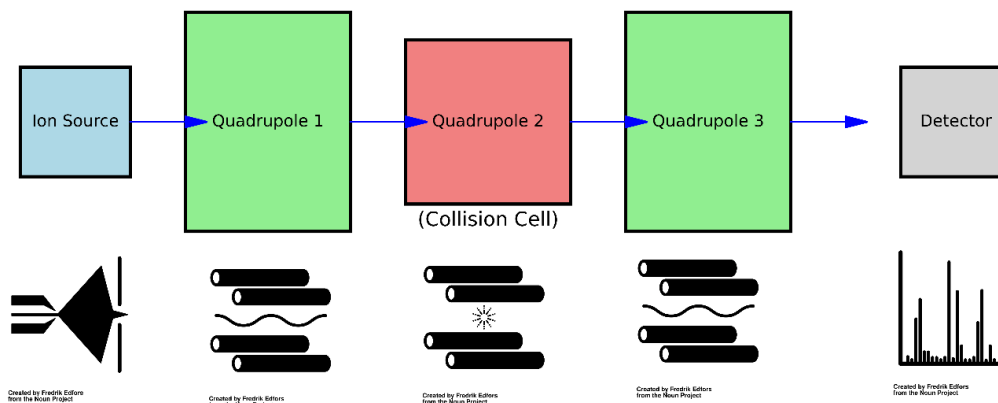 Ion Source
Quadrupole 1
Quadrupole 2
Quadrupole 3
Detector
(Collision Cell)
Created by Fredrik Edfors
from the Noun Project
Created by Fredrik Edfors
Created by Fredrik Edfors
from the Noun Project
Created by Fredrik Edfors
from the Noun Project
Created by Fredrik Edfors
from the Noun Project